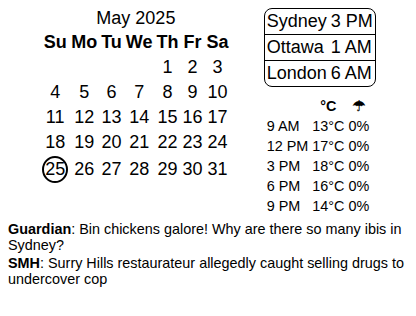 May 2025
Su Mo Tu We Th Fr Sa
1 2 3
4 5 6 7 8 9 10
11 12 13 14 15 16 17
18 19 20 21 22 23 24
25 26 27 28 29 30 31
Sydney 3 PM
Ottawa 1 AM
London 6 AM
°C ☂
9 AM 13°C 0%
12 PM 17°C 0%
3 PM 18°C 0%
6 PM 16°C 0%
9 PM 14°C 0%
Guardian: Bin chickens galore! Why are there so many ibis in
Sydney?
SMH: Surry Hills restaurateur allegedly caught selling drugs to
undercover cop